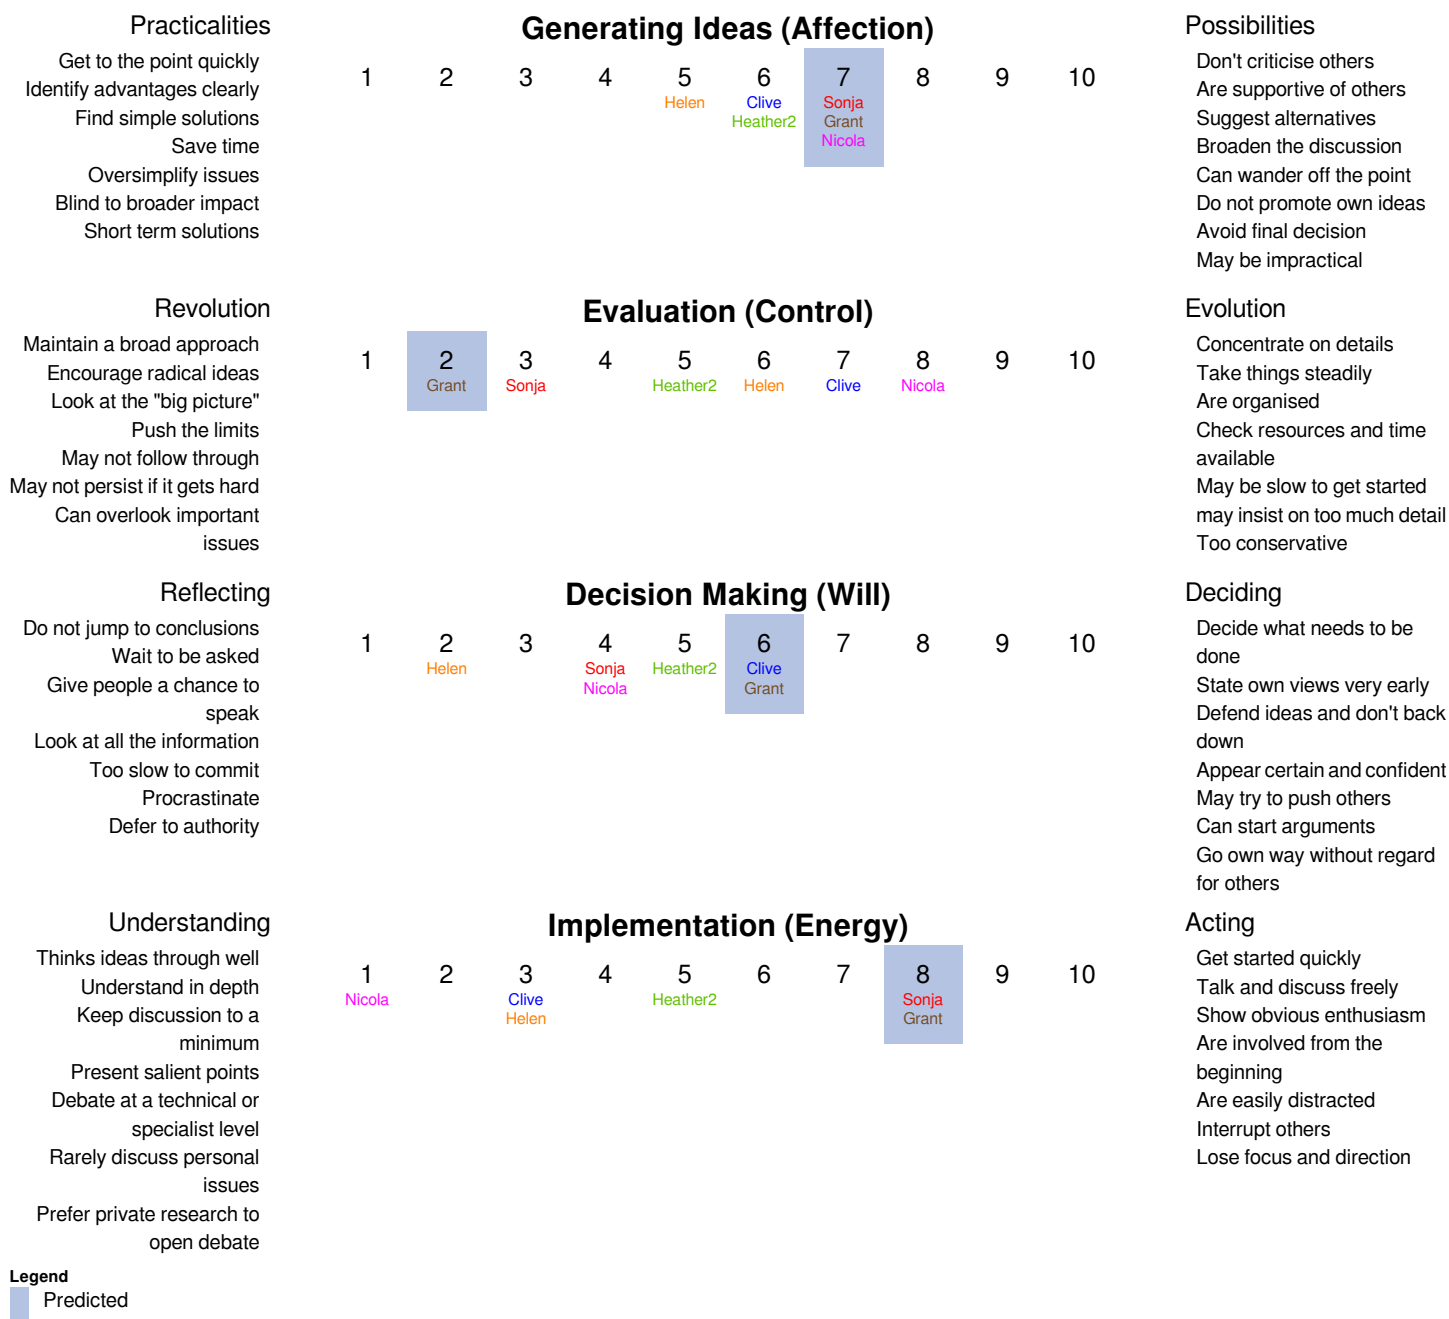 Practicalities
Get to the point quickly
Identify advantages clearly
Find simple solutions
Save time
Oversimplify issues
Blind to broader impact
Short term solutions
Generating Ideas (Affection)
1 2 3 4 5 6 7 8 9 10
Helen Clive Sonja
Heather2 Grant
Nicola
Possibilities
Don't criticise others
Are supportive of others
Suggest alternatives
Broaden the discussion
Can wander off the point
Do not promote own ideas
Avoid final decision
May be impractical
Revolution
Maintain a broad approach
Encourage radical ideas
Look at the "big picture"
Push the limits
May not follow through
May not persist if it gets hard
Can overlook important
issues
Evaluation (Control)
1 2 3 4 5 6 7 8 9 10
Grant Sonja Heather2 Helen Clive Nicola
Evolution
Concentrate on details
Take things steadily
Are organised
Check resources and time
available
May be slow to get started
may insist on too much detail
Too conservative
Reflecting
Do not jump to conclusions
Wait to be asked
Give people a chance to
speak
Look at all the information
Too slow to commit
Procrastinate
Defer to authority
Decision Making (Will)
1 2 3 4 5 6 7 8 9 10
Helen Sonja Heather2 Clive
Nicola Grant
Deciding
Decide what needs to be
done
State own views very early
Defend ideas and don't back
down
Appear certain and confident
May try to push others
Can start arguments
Go own way without regard
for others
Understanding
Thinks ideas through well
Understand in depth
Keep discussion to a
minimum
Present salient points
Debate at a technical or
specialist level
Rarely discuss personal
issues
Prefer private research to
open debate
Implementation (Energy)
1 2 3 4 5 6 7 8 9 10
Nicola Clive Heather2 Sonja
Helen Grant
Acting
Get started quickly
Talk and discuss freely
Show obvious enthusiasm
Are involved from the
beginning
Are easily distracted
Interrupt others
Lose focus and direction
Legend
Predicted